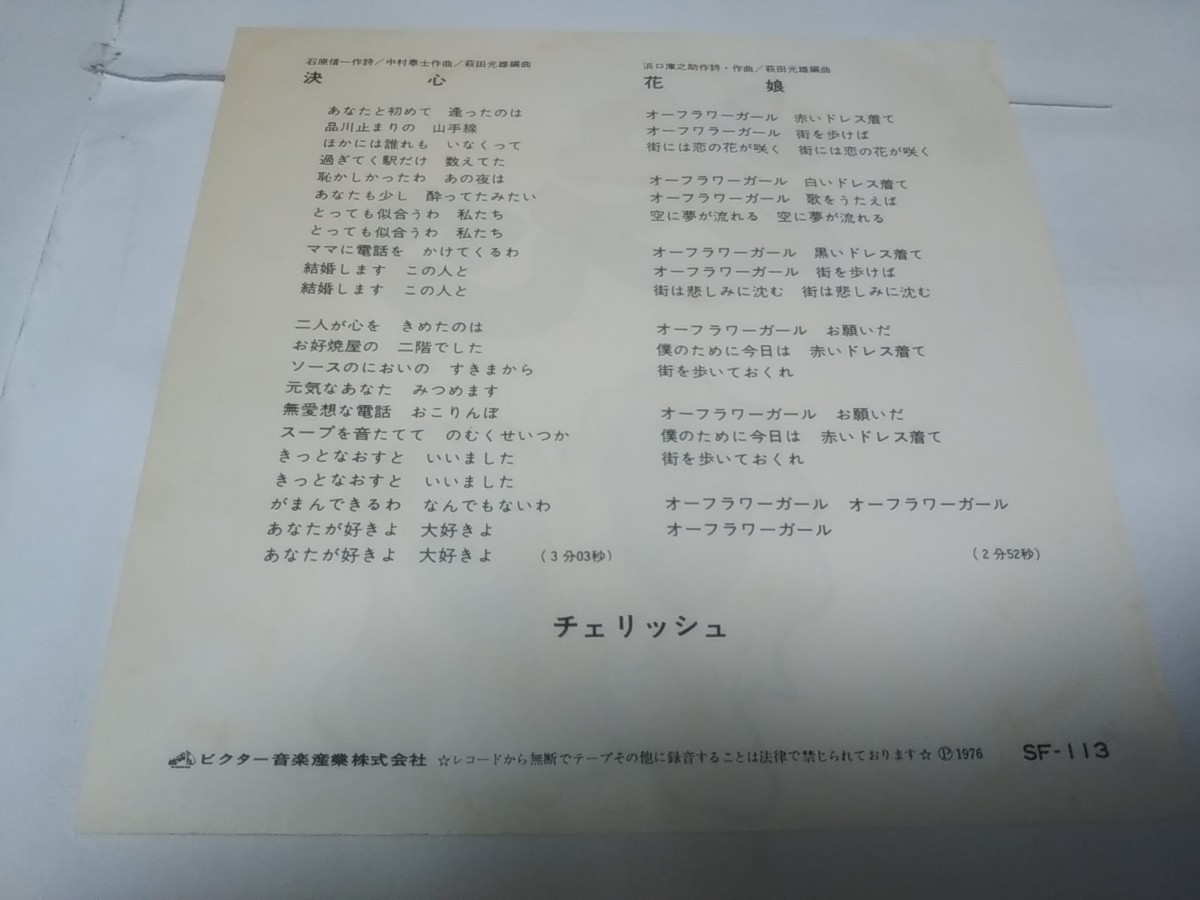 石原信一作詩/中村泰士作曲/萩田光雄編曲
決心
あなたと初めて 逢ったのは
品川止まりの 山手線
ほかには誰れも いなくって
過ぎてく駅だけ 数えてた
恥かしかったわ あの夜は
あなたも少し 酔ってたみたい
とっても似合うわ 私たち
とっても似合うわ 私たち
ママに電話を かけてくるわ
結婚します この人と
結婚します この人と
二人が心を きめたのは
お好焼屋の 二階でした
ソースのにおいの すきまから
元気なあなた みつめます
無愛想な電話 おこりんぼ
スープを音たてて のむくせいつか
きっとなおすと いいました
きっとなおすと いいました
がまんできるわ なんでもないわ
あなたが好きよ 大好きよ
あなたが好きよ 大好きよ (3分03秒)
浜口庫之助作詩・作曲/萩田光雄編曲
花娘
オーフラワーガール 赤いドレス着て
オーフワラーガール 街を歩けば
街には恋の花が咲く 街には恋の花が咲く
オーフラワーガール 白いドレス着て
オーフラワーガール 歌をうたえば
空に夢が流れる 空に夢が流れる
オーフラワーガール 黒いドレス着て
オーフラワーガール 街を歩けば
街は悲しみに沈む 街は悲しみに沈む
オーフラワーガール お願いだ
僕のために今日は 赤いドレス着て
街を歩いておくれ
オーフラワーガール お願いだ
僕のために今日は 赤いドレス着て
街を歩いておくれ
オーフラワーガール オーフラワーガール
オーフラワーガール
(2分52秒)
チェリッシュ
ビクター音楽産業株式会社 ☆レコードから無断でテープその他に録音することは法律で禁じられております☆ Ⓟ1976 SF-113